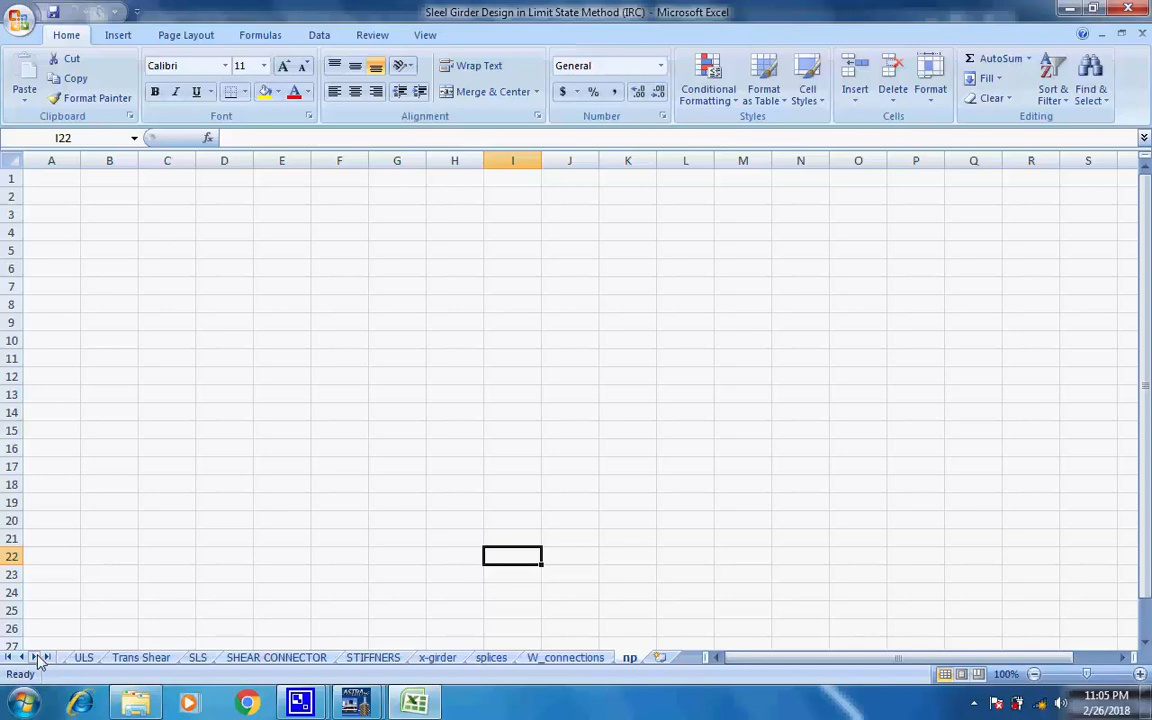 Sleel Girder Design in Limit State Method (IRC) - Microsoft Excel
Home Insert Page Layout Formulas Data Review View
Paste Cut Copy Format Painter Clipboard
Calibri 11 B I U A A A Font
Wrap Text Merge & Center Alignment
General $ % , Number
Conditional Formatting Format as Table Cell Styles Styles
Insert Delete Format Cells
Σ AutoSum Fill Clear Sort & Filter Find & Select Editing
I22 fx
A B C D E F G H I J K L M N O P Q R S
1
2
3
4
5
6
7
8
9
10
11
12
13
14
15
16
17
18
19
20
21
22
23
24
25
26
27
ULS Trans Shear SLS SHEAR CONNECTOR STIFFNERS x-girder splices W_connections np
Ready 100%
ASTRA
11:05 PM
2/26/2018